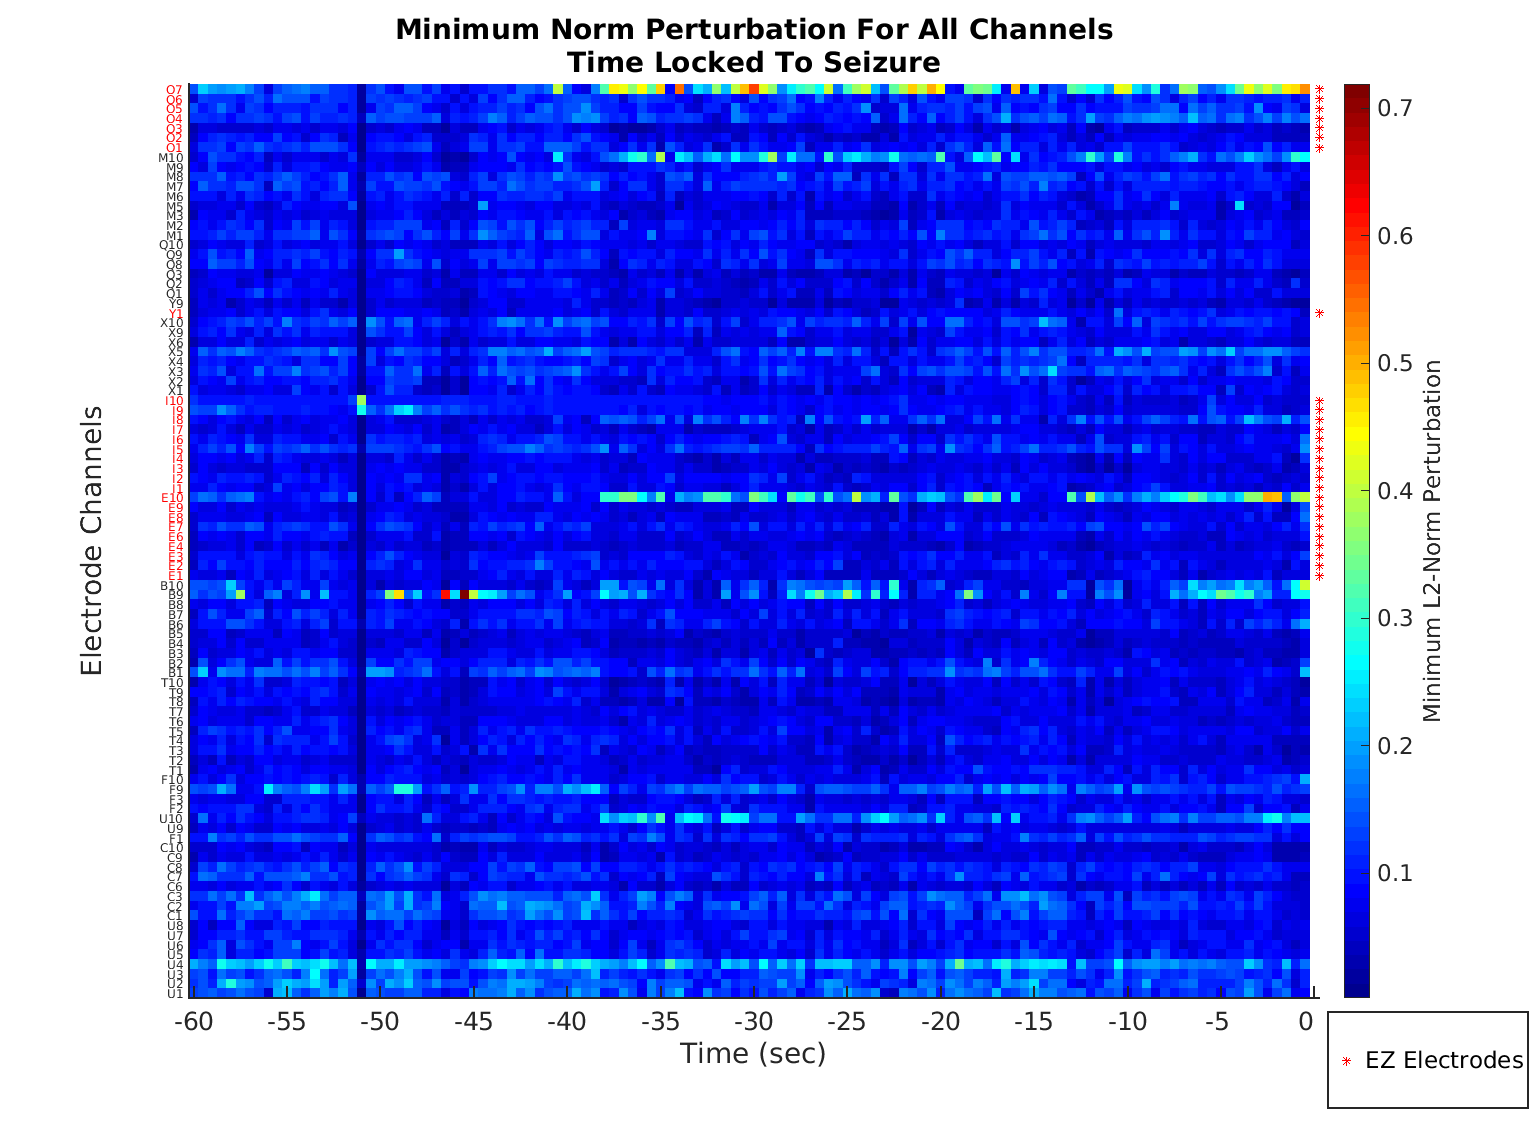 Minimum Norm Perturbation For All Channels
Time Locked To Seizure
Electrode Channels
O7
O6
O5
O4
O3
O2
O1
M10
M9
M8
M7
M6
M5
M3
M2
M1
Q10
Q9
Q8
Q3
Q2
Q1
Y9
Y1
X10
X9
X6
X5
X4
X3
X2
X1
I10
I9
I8
I7
I6
I5
I4
I3
I2
I1
E10
E9
E8
E7
E6
E4
E3
E2
E1
B10
B9
B8
B7
B6
B5
B4
B3
B2
B1
T10
T9
T8
T7
T6
T5
T4
T3
T2
T1
F10
F9
F3
F2
U10
U9
F1
C10
C9
C8
C7
C6
C3
C2
C1
U8
U7
U6
U5
U4
U3
U2
U1
-60 -55 -50 -45 -40 -35 -30 -25 -20 -15 -10 -5 0
Time (sec)
0.7
0.6
0.5
0.4
0.3
0.2
0.1
Minimum L2-Norm Perturbation
EZ Electrodes